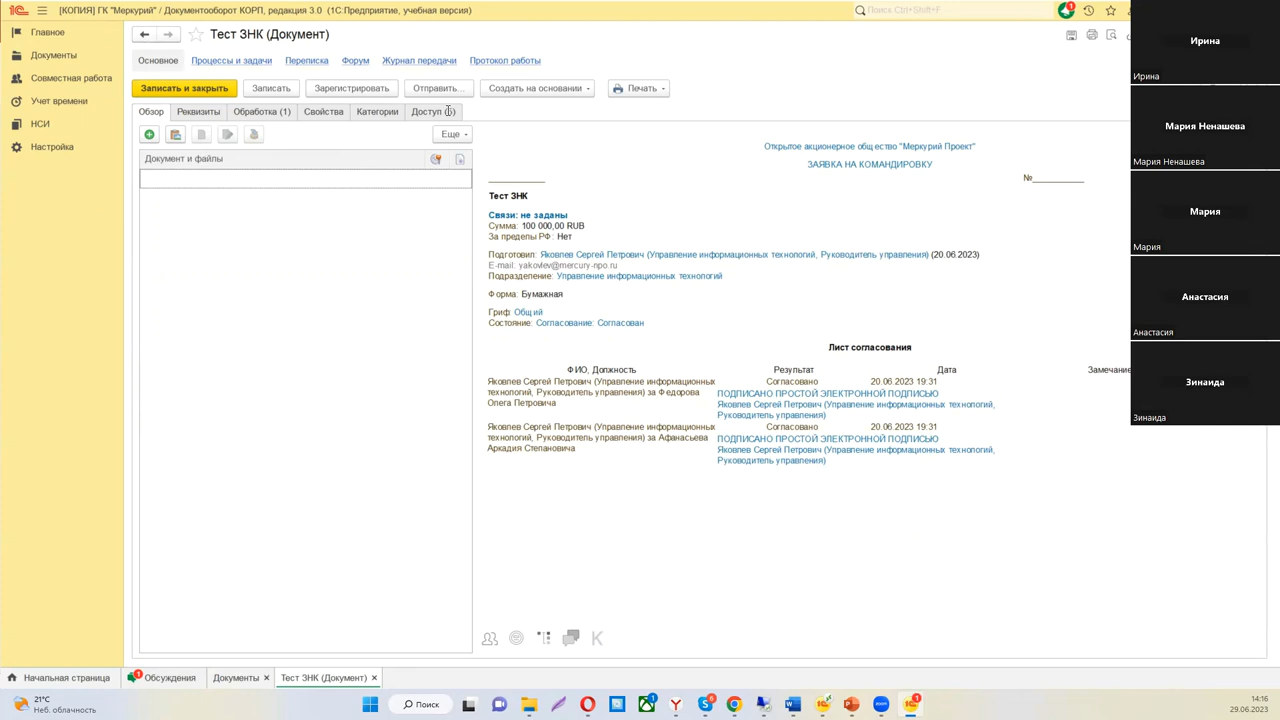 [КОПИЯ] ГК "Меркурий" / Документооборот КОРП, редакция 3.0 (1С:Предприятие, учебная версия)
Поиск Ctrl+Shift+F
Главное
Документы
Совместная работа
Учет времени
НСИ
Настройка
Тест ЗНК (Документ)
Основное Процессы и задачи Переписка Форум Журнал передачи Протокол работы
Записать и закрыть Записать Зарегистрировать Отправить... Создать на основании Печать
Обзор Реквизиты Обработка (1) Свойства Категории Доступ
Еще
Документ и файлы
Открытое акционерное общество "Меркурий Проект"
ЗАЯВКА НА КОМАНДИРОВКУ
№
Тест ЗНК
Связи: не заданы
Сумма: 100 000,00 RUB
За пределы РФ: Нет
Подготовил: Яковлев Сергей Петрович (Управление информационных технологий, Руководитель управления) (20.06.2023)
E-mail: yakovlev@mercury-npo.ru
Подразделение: Управление информационных технологий
Форма: Бумажная
Гриф: Общий
Состояние: Согласование: Согласован
Лист согласования
ФИО, Должность Результат Дата Замечание
Яковлев Сергей Петрович (Управление информационных технологий, Руководитель управления) за Федорова Олега Петровича
Согласовано 20.06.2023 19:31
ПОДПИСАНО ПРОСТОЙ ЭЛЕКТРОННОЙ ПОДПИСЬЮ
Яковлев Сергей Петрович (Управление информационных технологий,
Руководитель управления)
Яковлев Сергей Петрович (Управление информационных технологий, Руководитель управления) за Афанасьева Аркадия Степановича
Согласовано 20.06.2023 19:31
ПОДПИСАНО ПРОСТОЙ ЭЛЕКТРОННОЙ ПОДПИСЬЮ
Яковлев Сергей Петрович (Управление информационных технологий,
Руководитель управления)
Ирина
Ирина
Мария Ненашева
Мария Ненашева
Мария
Мария
Анастасия
Анастасия
Зинаида
Зинаида
Начальная страница Обсуждения Документы Тест ЗНК (Документ)
21°C
Неб. облачность
Поиск
14:16
29.06.2023